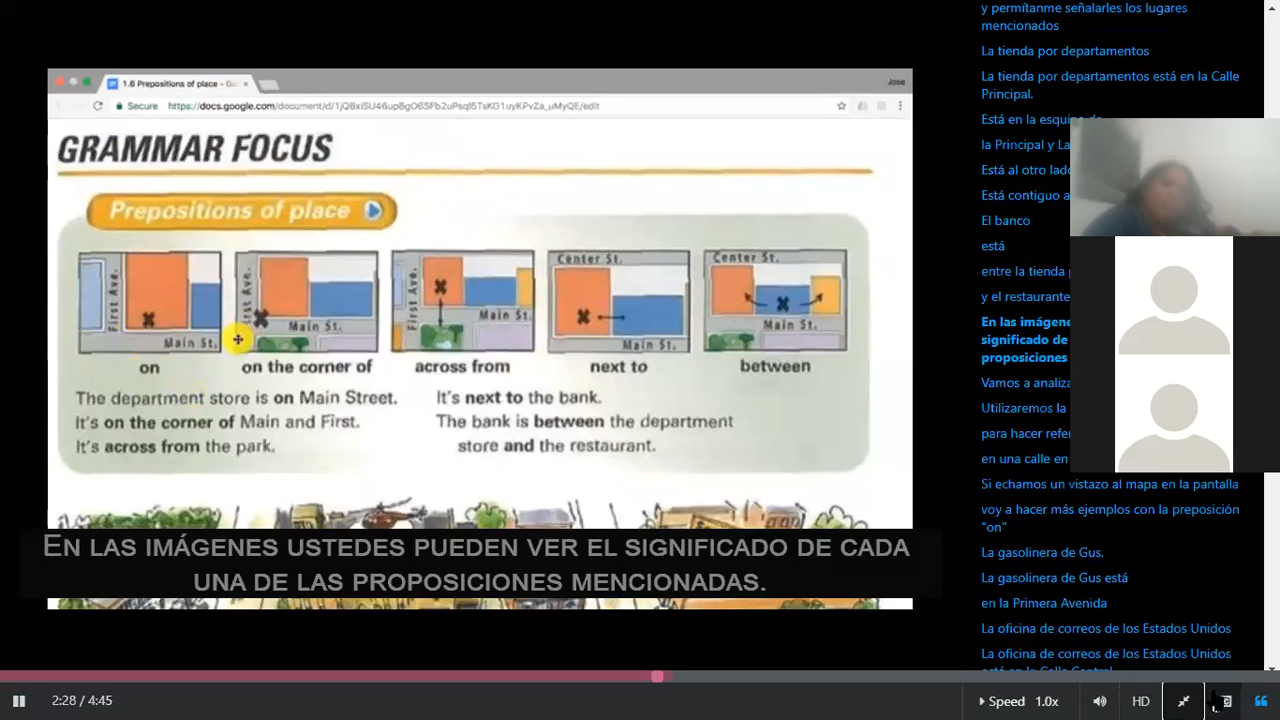 1.6 Prepositions of place - Go
Jose
Secure
GRAMMAR FOCUS
Prepositions of place
First Ave.
Main St.
First Ave.
Main St.
First Ave.
Main St.
Center St.
Main St.
Center St.
Main St.
on
on the corner of
across from
next to
between
The department store is on Main Street.
It's on the corner of Main and First.
It's across from the park.
It's next to the bank.
The bank is between the department
store and the restaurant.
EN LAS IMÁGENES USTEDES PUEDEN VER EL SIGNIFICADO DE CADA
UNA DE LAS PROPOSICIONES MENCIONADAS.
2:28 / 4:45
Speed 1.0x
HD
y permítanme señalarles los lugares
mencionados
La tienda por departamentos
La tienda por departamentos está en la Calle
Principal.
Está en la esquina de
la Principal y La
Está al otro lado
Está contiguo a
El banco
está
entre la tienda
y el restaurante
En las imágenes
significado de
proposiciones
Vamos a analiza
Utilizaremos la
para hacer refer
en una calle en
Si echamos un vistazo al mapa en la pantalla
voy a hacer más ejemplos con la preposición
"on"
La gasolinera de Gus.
La gasolinera de Gus está
en la Primera Avenida
La oficina de correos de los Estados Unidos
La oficina de correos de los Estados Unidos